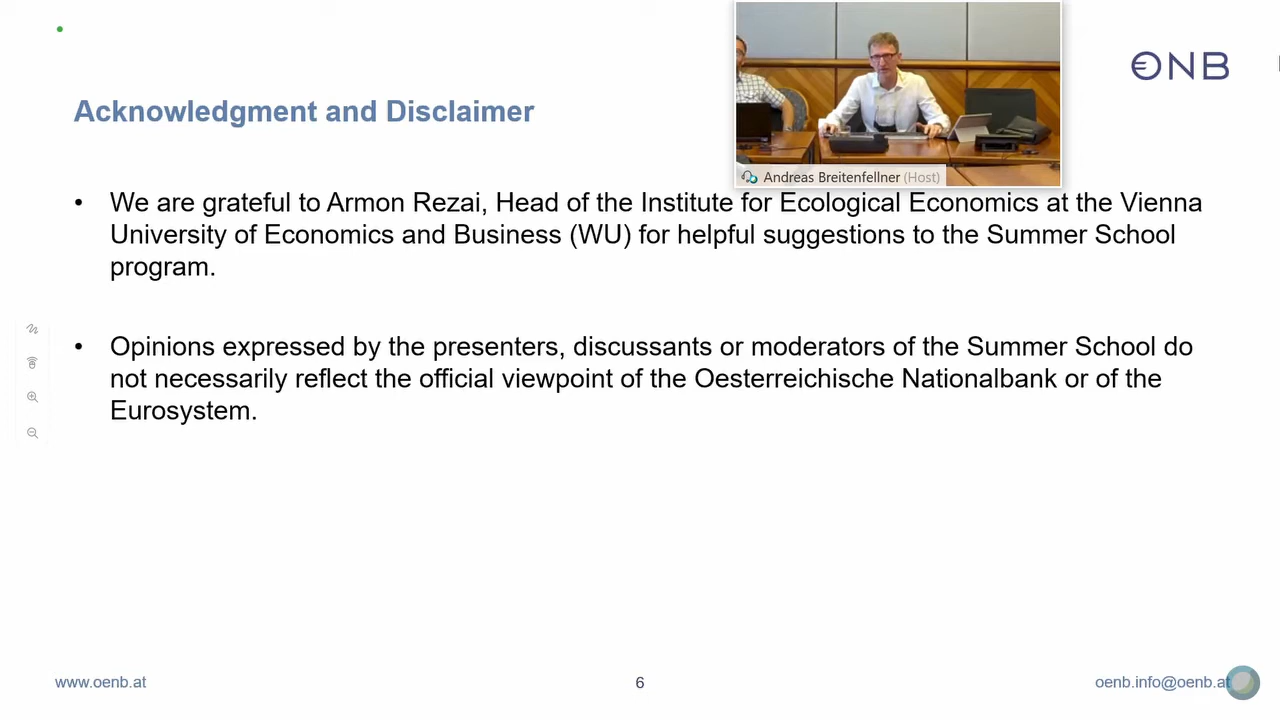 €NB
Acknowledgment and Disclaimer
Andreas Breitenfellner (Host)
• We are grateful to Armon Rezai, Head of the Institute for Ecological Economics at the Vienna
University of Economics and Business (WU) for helpful suggestions to the Summer School
program.
• Opinions expressed by the presenters, discussants or moderators of the Summer School do
not necessarily reflect the official viewpoint of the Oesterreichische Nationalbank or of the
Eurosystem.
www.oenb.at
6
oenb.info@oenb.at